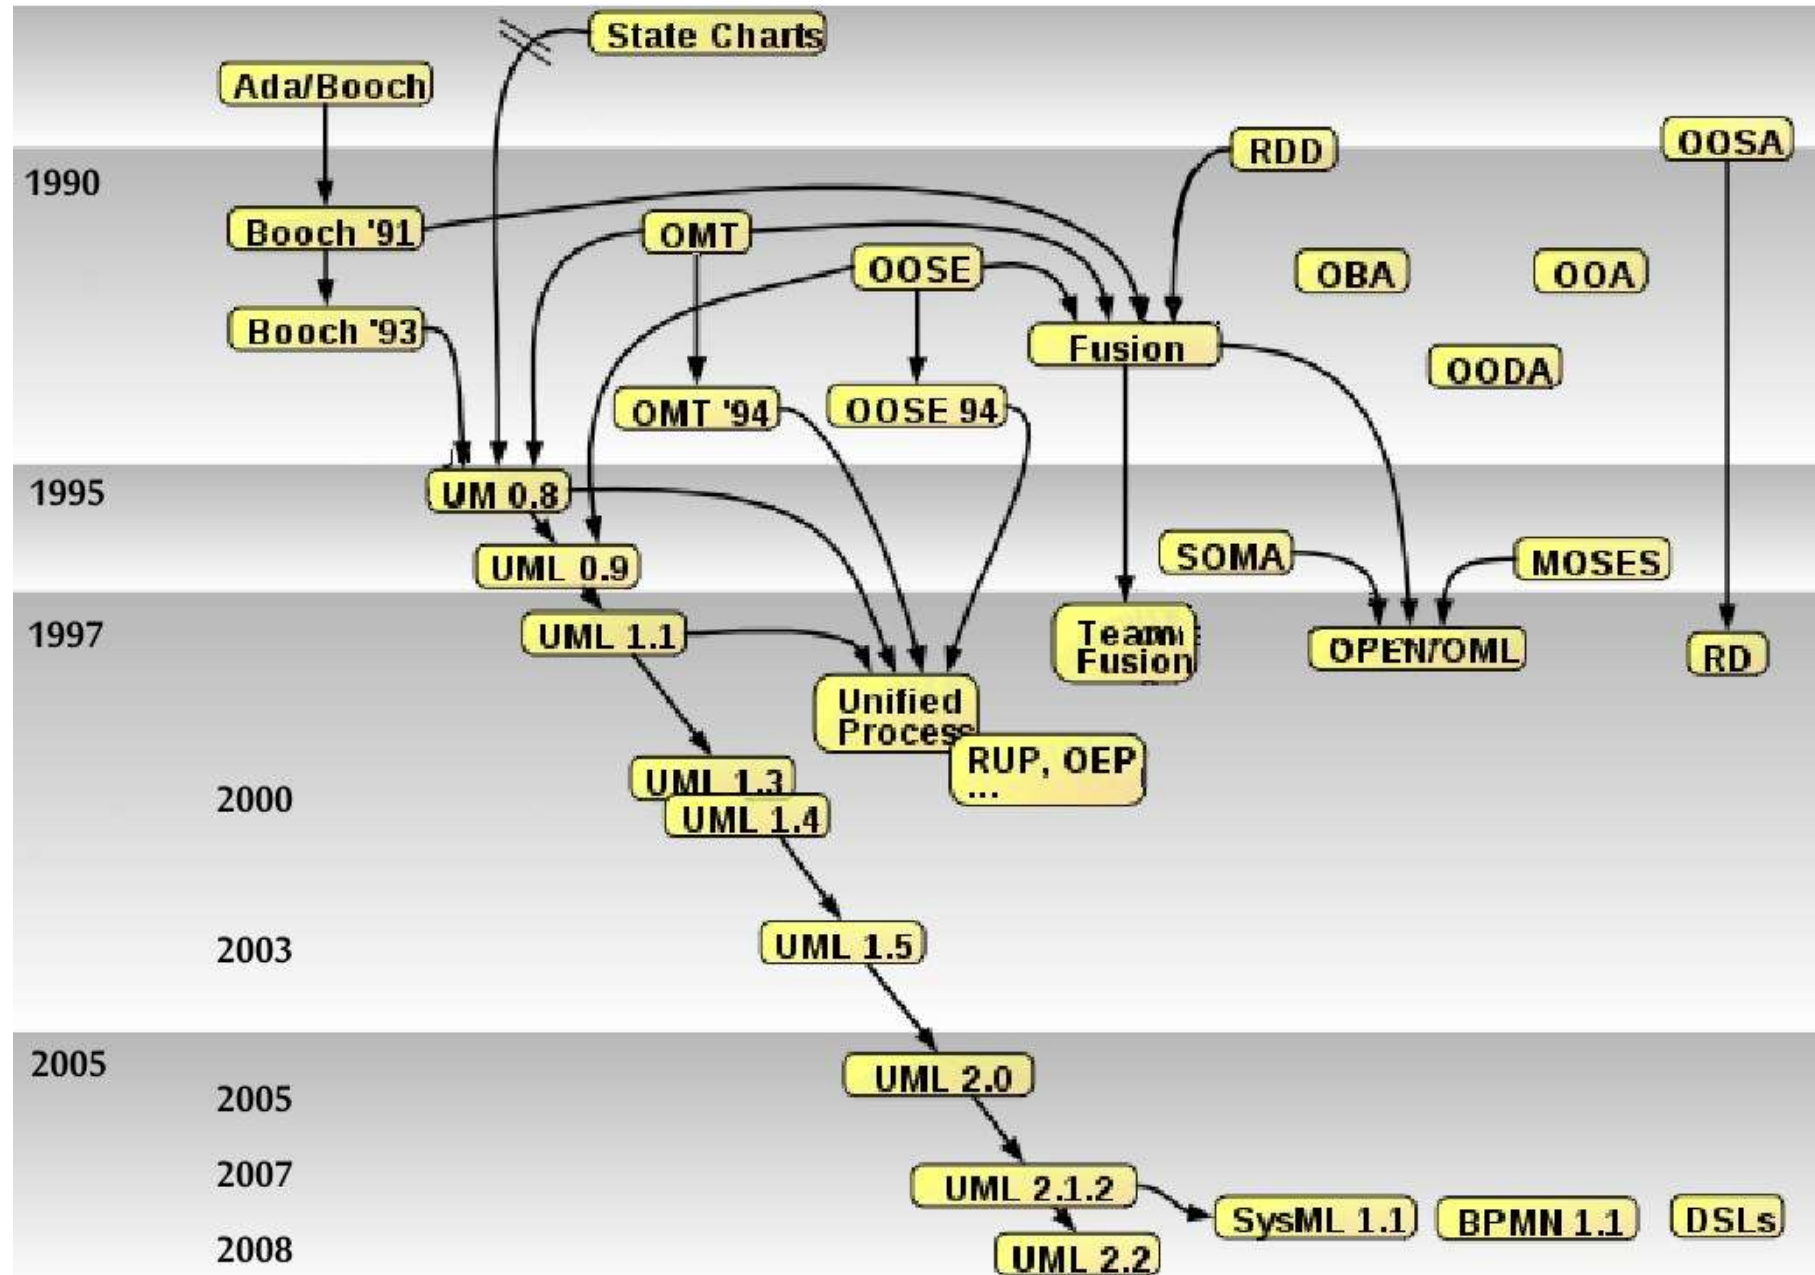 State Charts
Ada/Booch
RDD
OOSA
1990
Booch '91
OMT
OOSE
OBA
OOA
Booch '93
Fusion
OODA
OMT '94
OOSE 94
1995
UM 0.8
UML 0.9
SOMA
MOSES
1997
UML 1.1
Team
Fusion
OPEN/OML
RD
Unified
Process
RUP, OEP
...
2000
UML 1.3
UML 1.4
2003
UML 1.5
2005
UML 2.0
2005
2007
UML 2.1.2
SysML 1.1
BPMN 1.1
DSLs
2008
UML 2.2